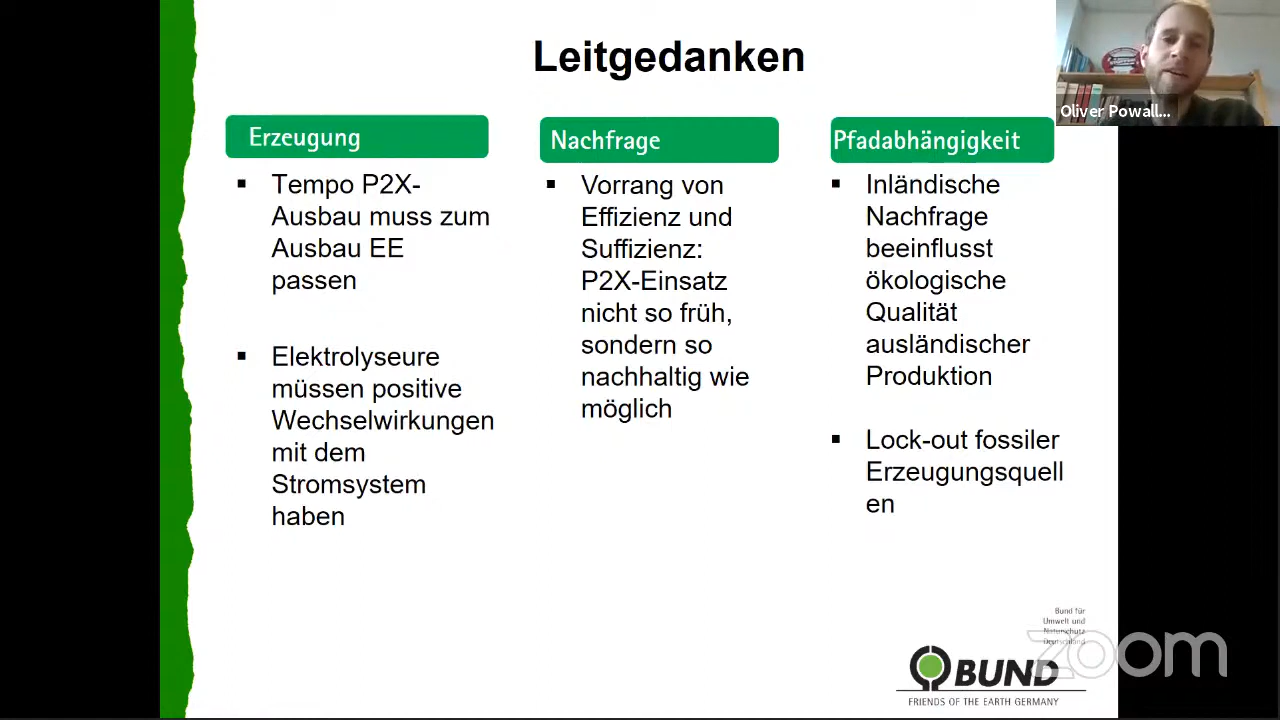 Leitgedanken
Oliver Powall...
Erzeugung
▪ Tempo P2X-
Ausbau muss zum
Ausbau EE
passen
▪ Elektrolyseure
müssen positive
Wechselwirkungen
mit dem
Stromsystem
haben
Nachfrage
▪ Vorrang von
Effizienz und
Suffizienz:
P2X-Einsatz
nicht so früh,
sondern so
nachhaltig wie
möglich
Pfadabhängigkeit
▪ Inländische
Nachfrage
beeinflusst
ökologische
Qualität
ausländischer
Produktion
▪ Lock-out fossiler
Erzeugungsquell
en
Bund für
Umwelt und
Naturschutz
Deutschland
zoom
BUND
FRIENDS OF THE EARTH GERMANY